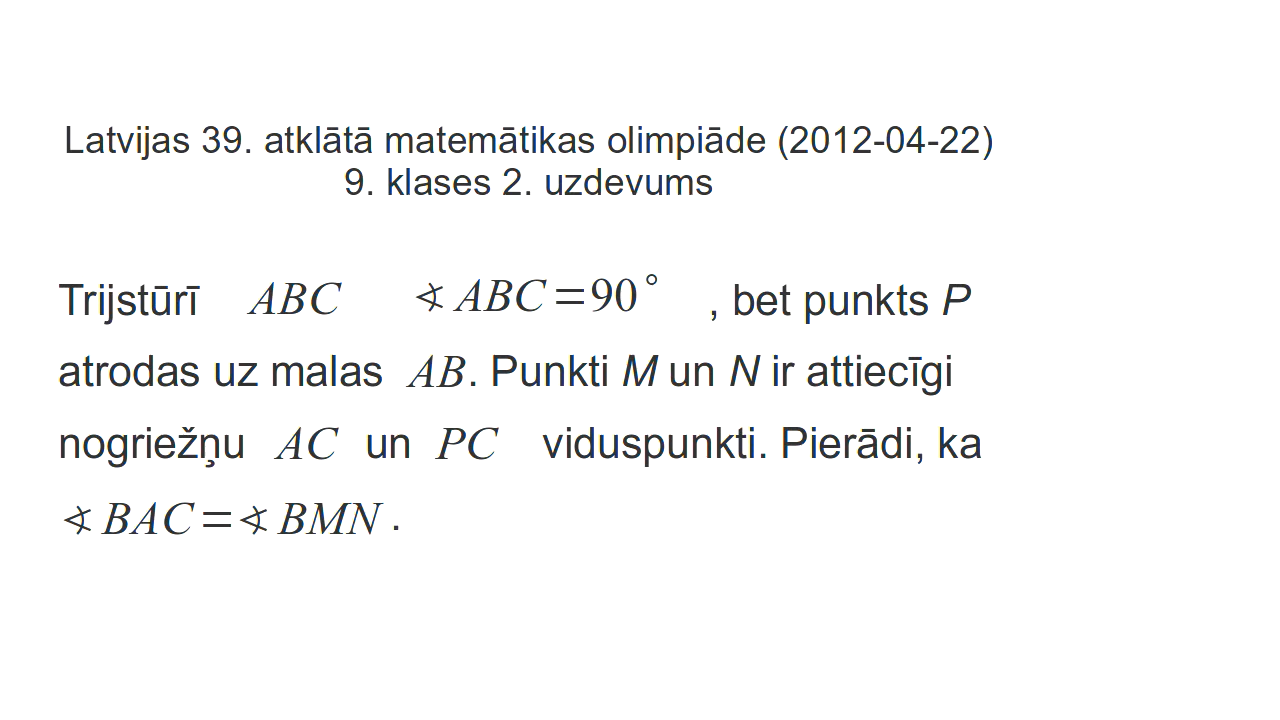 Latvijas 39. atklātā matemātikas olimpiāde (2012-04-22)
9. klases 2. uzdevums
Trijstūrī ABC ∢ ABC = 90° , bet punkts P
atrodas uz malas AB. Punkti M un N ir attiecīgi
nogriežņu AC un PC viduspunkti. Pierādi, ka
∢ BAC = ∢ BMN .